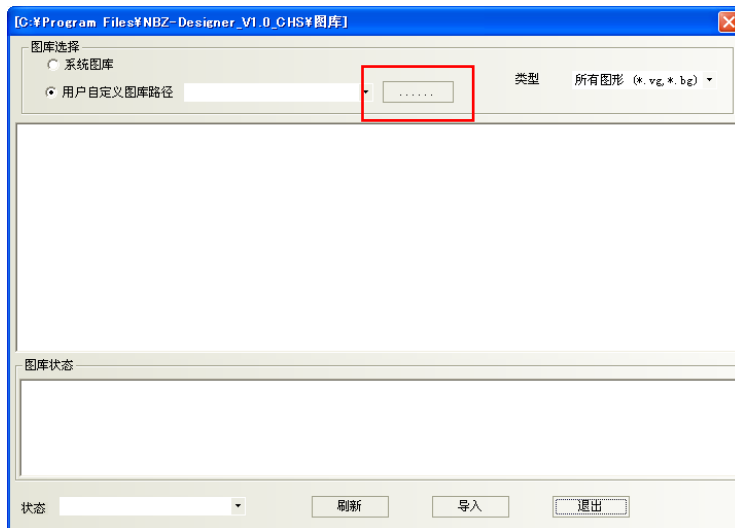 [C:¥Program Files¥NBZ-Designer_V1.0_CHS¥图库]
图库选择
系统图库
用户自定义图库路径 ...... 类型 所有图形 (*.vg,*.bg)
图库状态
状态 刷新 导入 退出